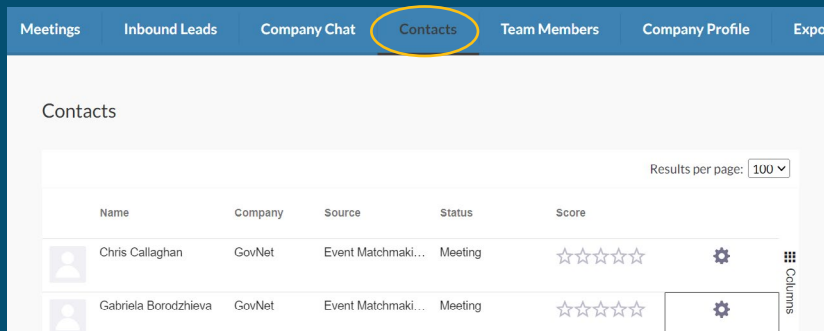 Meetings Inbound Leads Company Chat Contacts Team Members Company Profile Expo
Contacts
Results per page: 100
Name Company Source Status Score
Chris Callaghan GovNet Event Matchmaki... Meeting
Gabriela Borodzhieva GovNet Event Matchmaki... Meeting
Columns